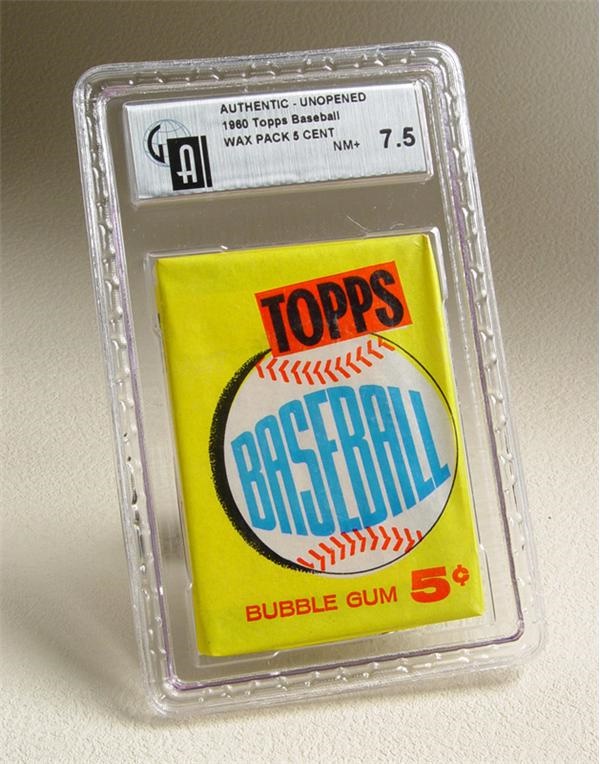 AUTHENTIC - UNOPENED
1960 Topps Baseball
WAX PACK 5 CENT
NM+ 7.5
GAI
TOPPS
BASEBALL
BUBBLE GUM 5¢